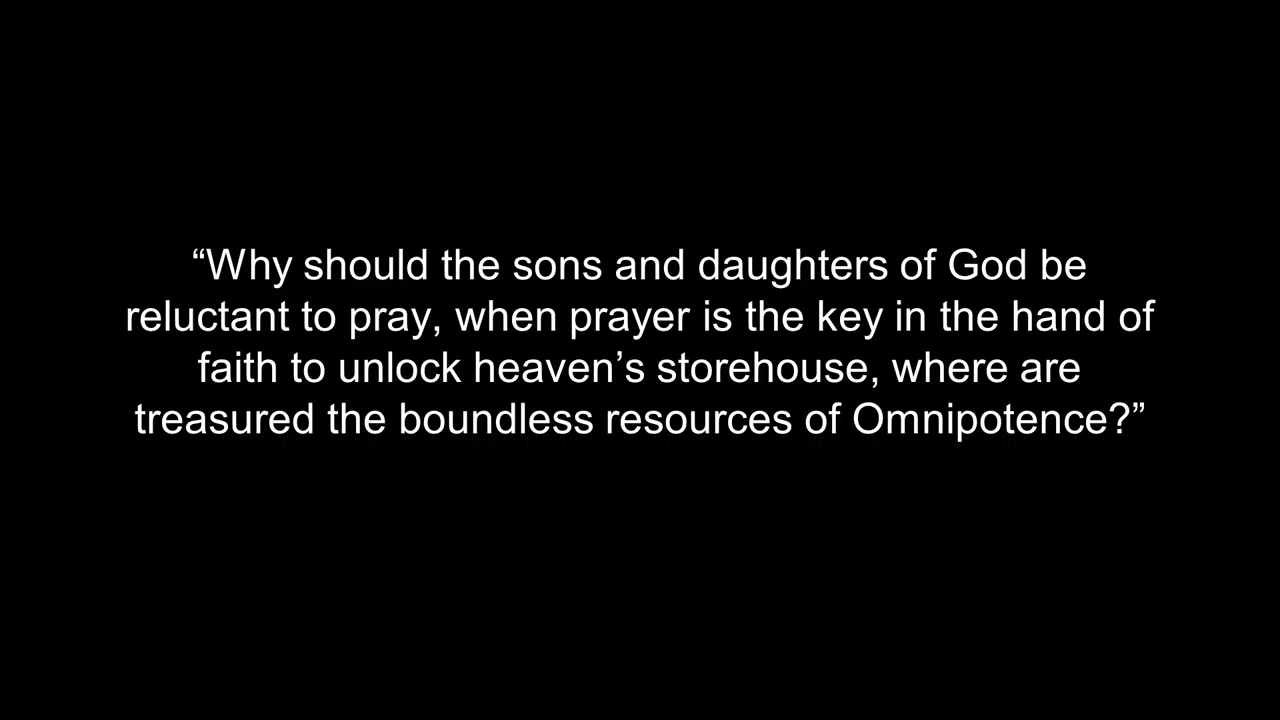 “Why should the sons and daughters of God be
reluctant to pray, when prayer is the key in the hand of
faith to unlock heaven’s storehouse, where are
treasured the boundless resources of Omnipotence?”